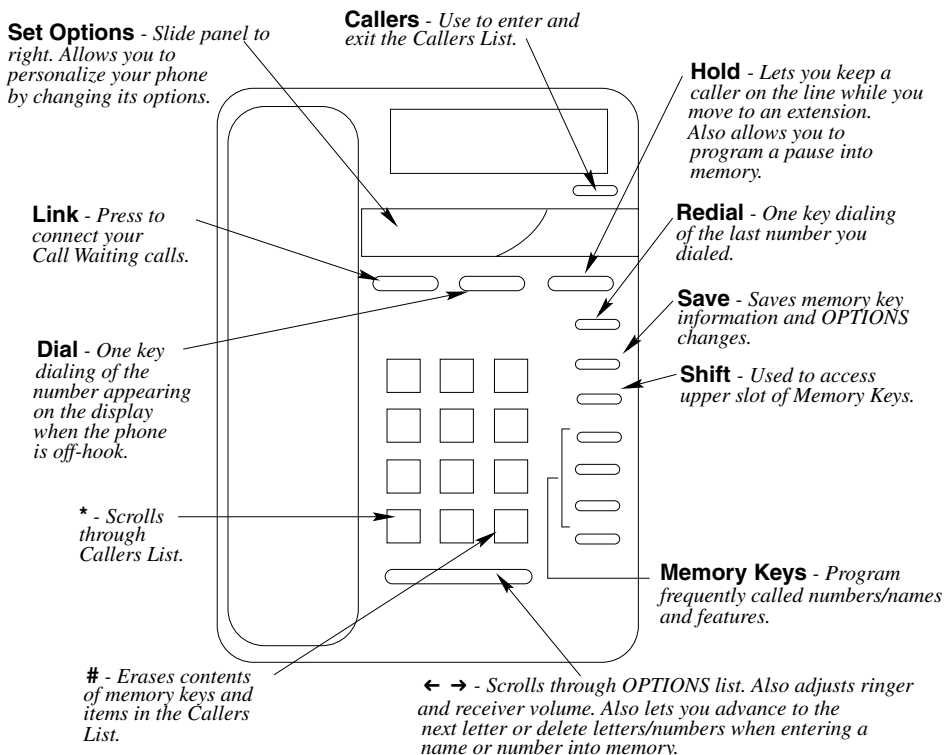 Set Options - Slide panel to
right. Allows you to
personalize your phone
by changing its options.
Callers - Use to enter and
exit the Callers List.
Hold - Lets you keep a
caller on the line while you
move to an extension.
Also allows you to
program a pause into
memory.
Link - Press to
connect your
Call Waiting calls.
Redial - One key dialing
of the last number you
dialed.
Save - Saves memory key
information and OPTIONS
changes.
Dial - One key
dialing of the
number appearing
on the display
when the phone
is off-hook.
Shift - Used to access
upper slot of Memory Keys.
* - Scrolls
through
Callers List.
Memory Keys - Program
frequently called numbers/names
and features.
# - Erases contents
of memory keys and
items in the Callers
List.
← → - Scrolls through OPTIONS list. Also adjusts ringer
and receiver volume. Also lets you advance to the
next letter or delete letters/numbers when entering a
name or number into memory.